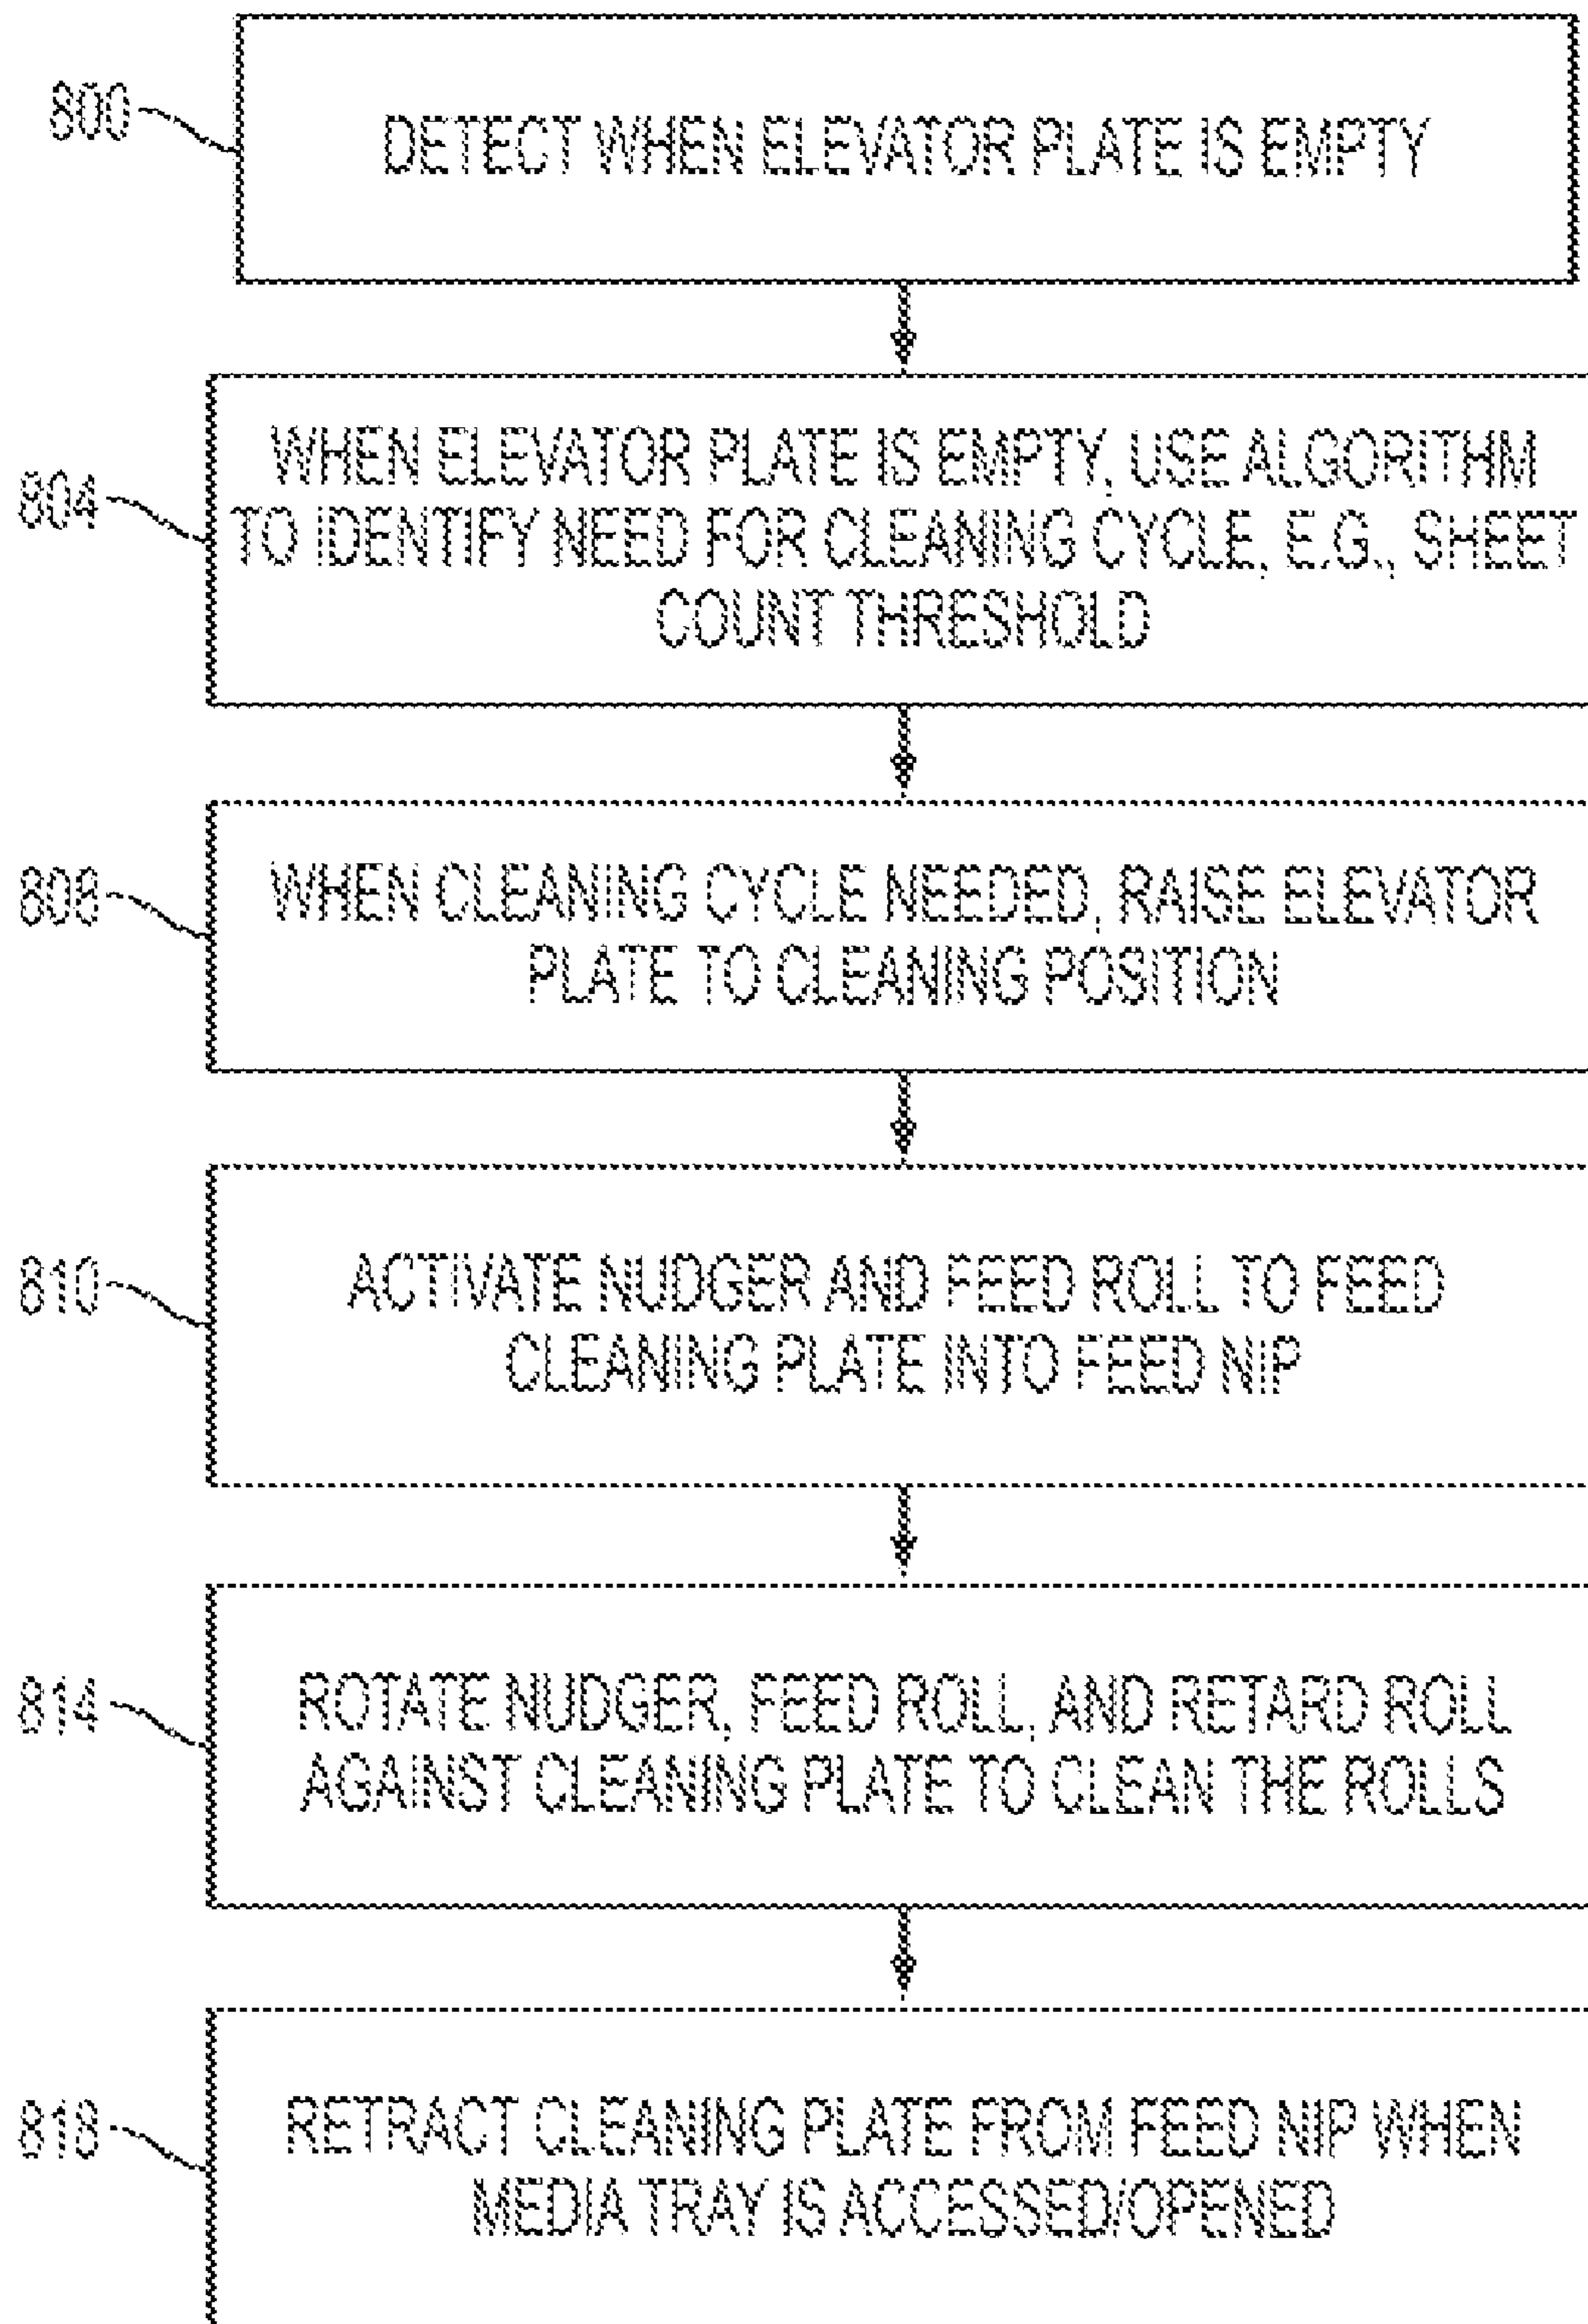 800
DETECT WHEN ELEVATOR PLATE IS EMPTY
804
WHEN ELEVATOR PLATE IS EMPTY, USE ALGORITHM
TO IDENTIFY NEED FOR CLEANING CYCLE, E.G., SHEET
COUNT THRESHOLD
808
WHEN CLEANING CYCLE NEEDED, RAISE ELEVATOR
PLATE TO CLEANING POSITION
810
ACTIVATE NUDGER AND FEED ROLL TO FEED
CLEANING PLATE INTO FEED NIP
814
ROTATE NUDGER, FEED ROLL, AND RETARD ROLL
AGAINST CLEANING PLATE TO CLEAN THE ROLLS
818
RETRACT CLEANING PLATE FROM FEED NIP WHEN
MEDIA TRAY IS ACCESSED/OPENED